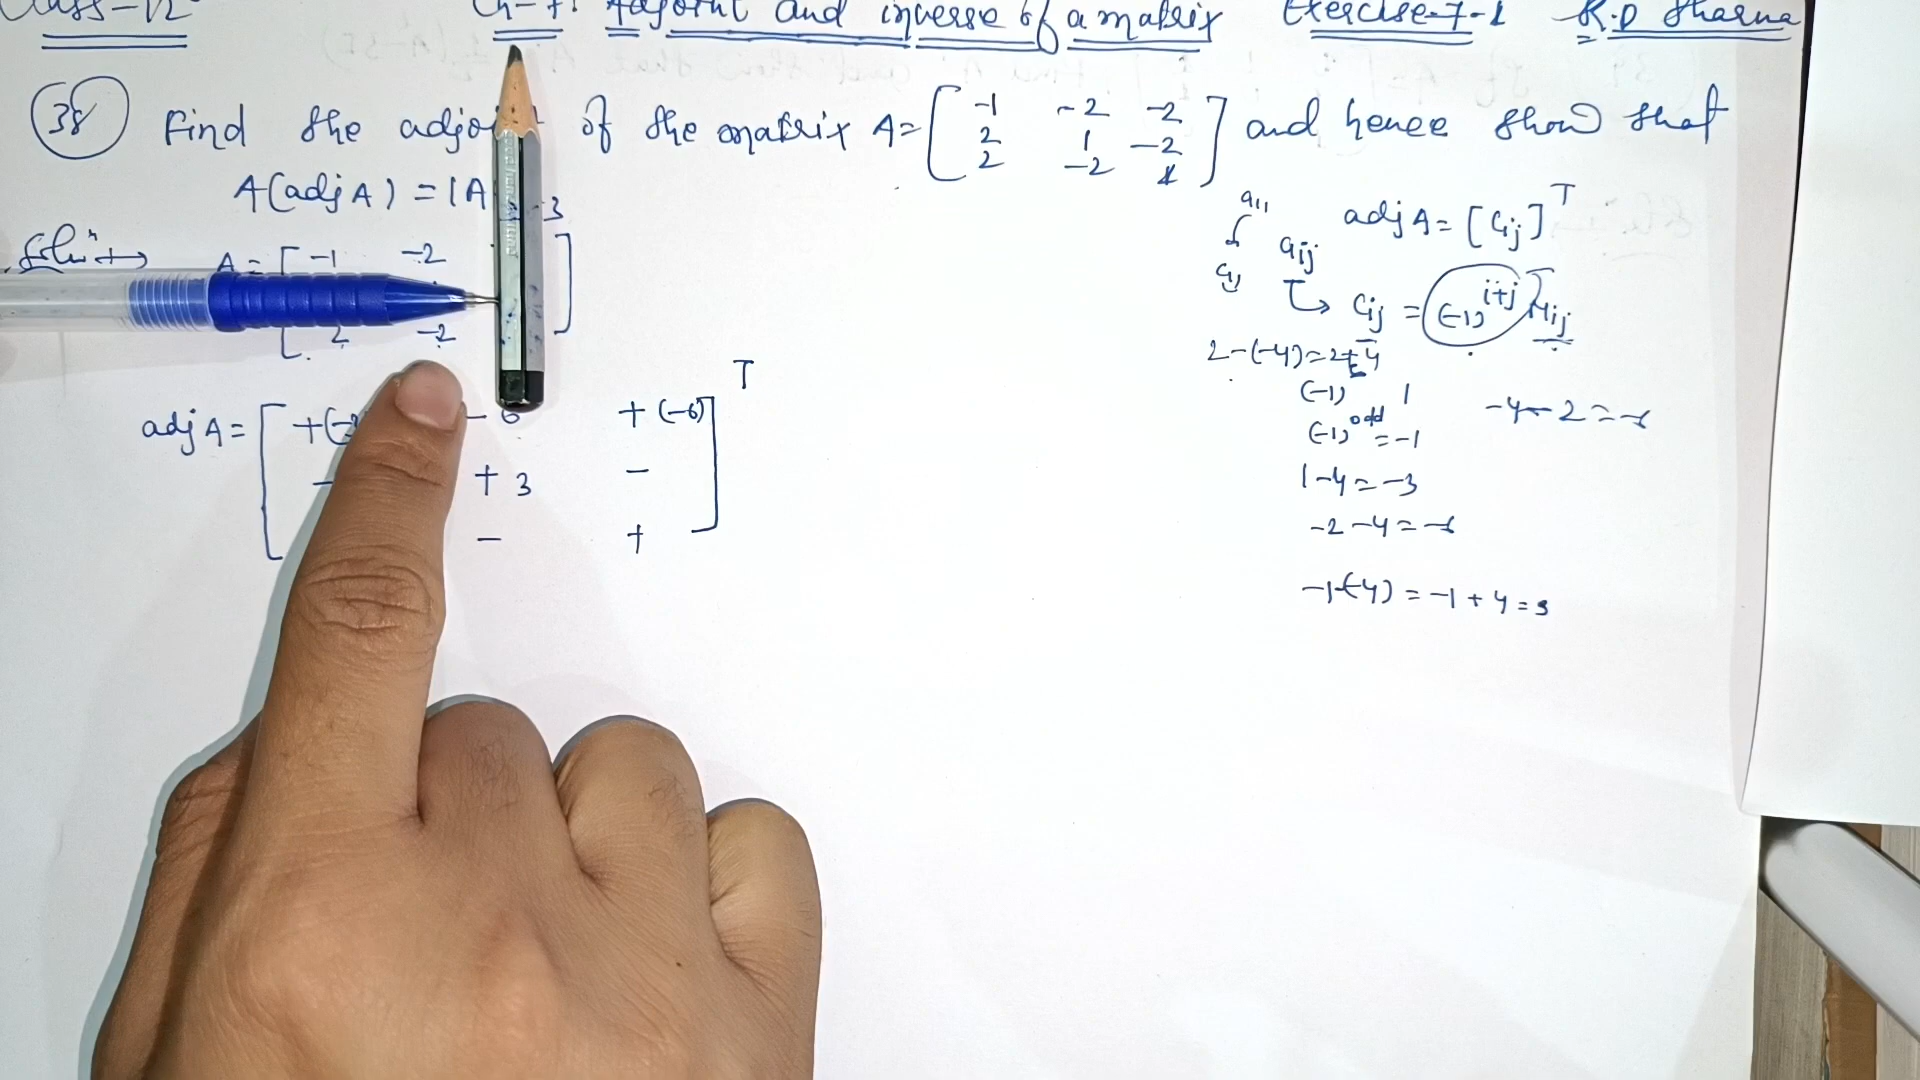 Class-12 Ch-7: Adjoint and inverse of a matrix Exercise-7.1 R.D Sharma
38 Find the adjo of the matrix A= [ -1 -2 -2 and hence show that
2 1 -2
2 -2 1 ]
A(adj A) = |A 3
Solⁿ→ A = [ -1 -2
2 -2 ]
adj A = [ - 6 + (-6) ]ᵀ
- + 3 -
- +
a₁₁ adj A = [Cij]ᵀ
aij
Cij = (-1)^(i+j) Mij
2-(-4)=2+4
(-1) 1
(-1)^odd = -1
-4-2=-6
1-4=-3
-2-4=-6
-1-(-4) = -1+4=3